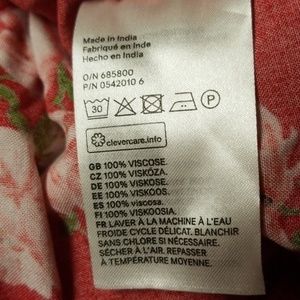 Made in India
Fabriqué en Inde
Hecho en India
O/N 685800
P/N 0542010 6
30
P
clevercare.info
GB 100% VISCOSE.
CZ 100% VISKÓZA.
DE 100% VISKOSE.
EE 100% VISKOOS.
ES 100% viscosa.
FI 100% VISKOOSIA.
FR LAVER À LA MACHINE À L'EAU
FROIDE CYCLE DÉLICAT. BLANCHIR
SANS CHLORE SI NÉCESSAIRE.
SÉCHER À L'AIR. REPASSER
À TEMPÉRATURE MOYENNE.